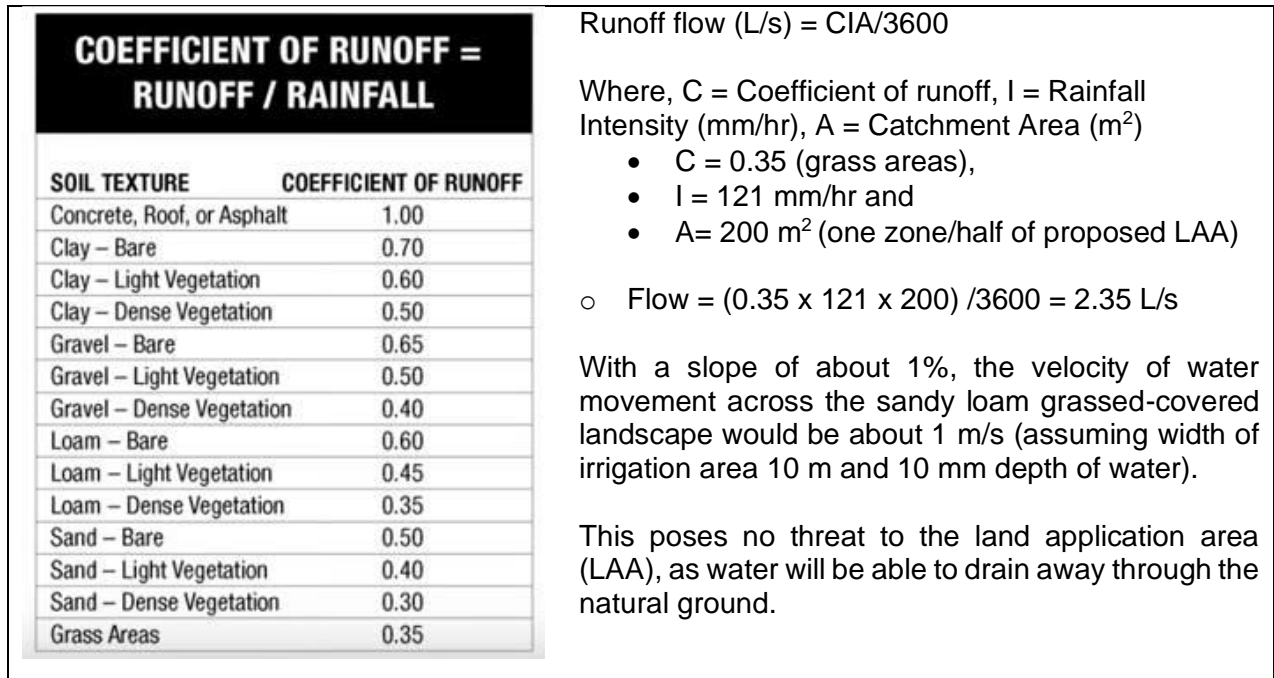 COEFFICIENT OF RUNOFF =
RUNOFF / RAINFALL
SOIL TEXTURE COEFFICIENT OF RUNOFF
Concrete, Roof, or Asphalt 1.00
Clay – Bare 0.70
Clay – Light Vegetation 0.60
Clay – Dense Vegetation 0.50
Gravel – Bare 0.65
Gravel – Light Vegetation 0.50
Gravel – Dense Vegetation 0.40
Loam – Bare 0.60
Loam – Light Vegetation 0.45
Loam – Dense Vegetation 0.35
Sand – Bare 0.50
Sand – Light Vegetation 0.40
Sand – Dense Vegetation 0.30
Grass Areas 0.35
Runoff flow (L/s) = CIA/3600
Where, C = Coefficient of runoff, I = Rainfall
Intensity (mm/hr), A = Catchment Area (m²)
• C = 0.35 (grass areas),
• I = 121 mm/hr and
• A= 200 m² (one zone/half of proposed LAA)
o Flow = (0.35 x 121 x 200) /3600 = 2.35 L/s
With a slope of about 1%, the velocity of water
movement across the sandy loam grassed-covered
landscape would be about 1 m/s (assuming width of
irrigation area 10 m and 10 mm depth of water).
This poses no threat to the land application area
(LAA), as water will be able to drain away through the
natural ground.